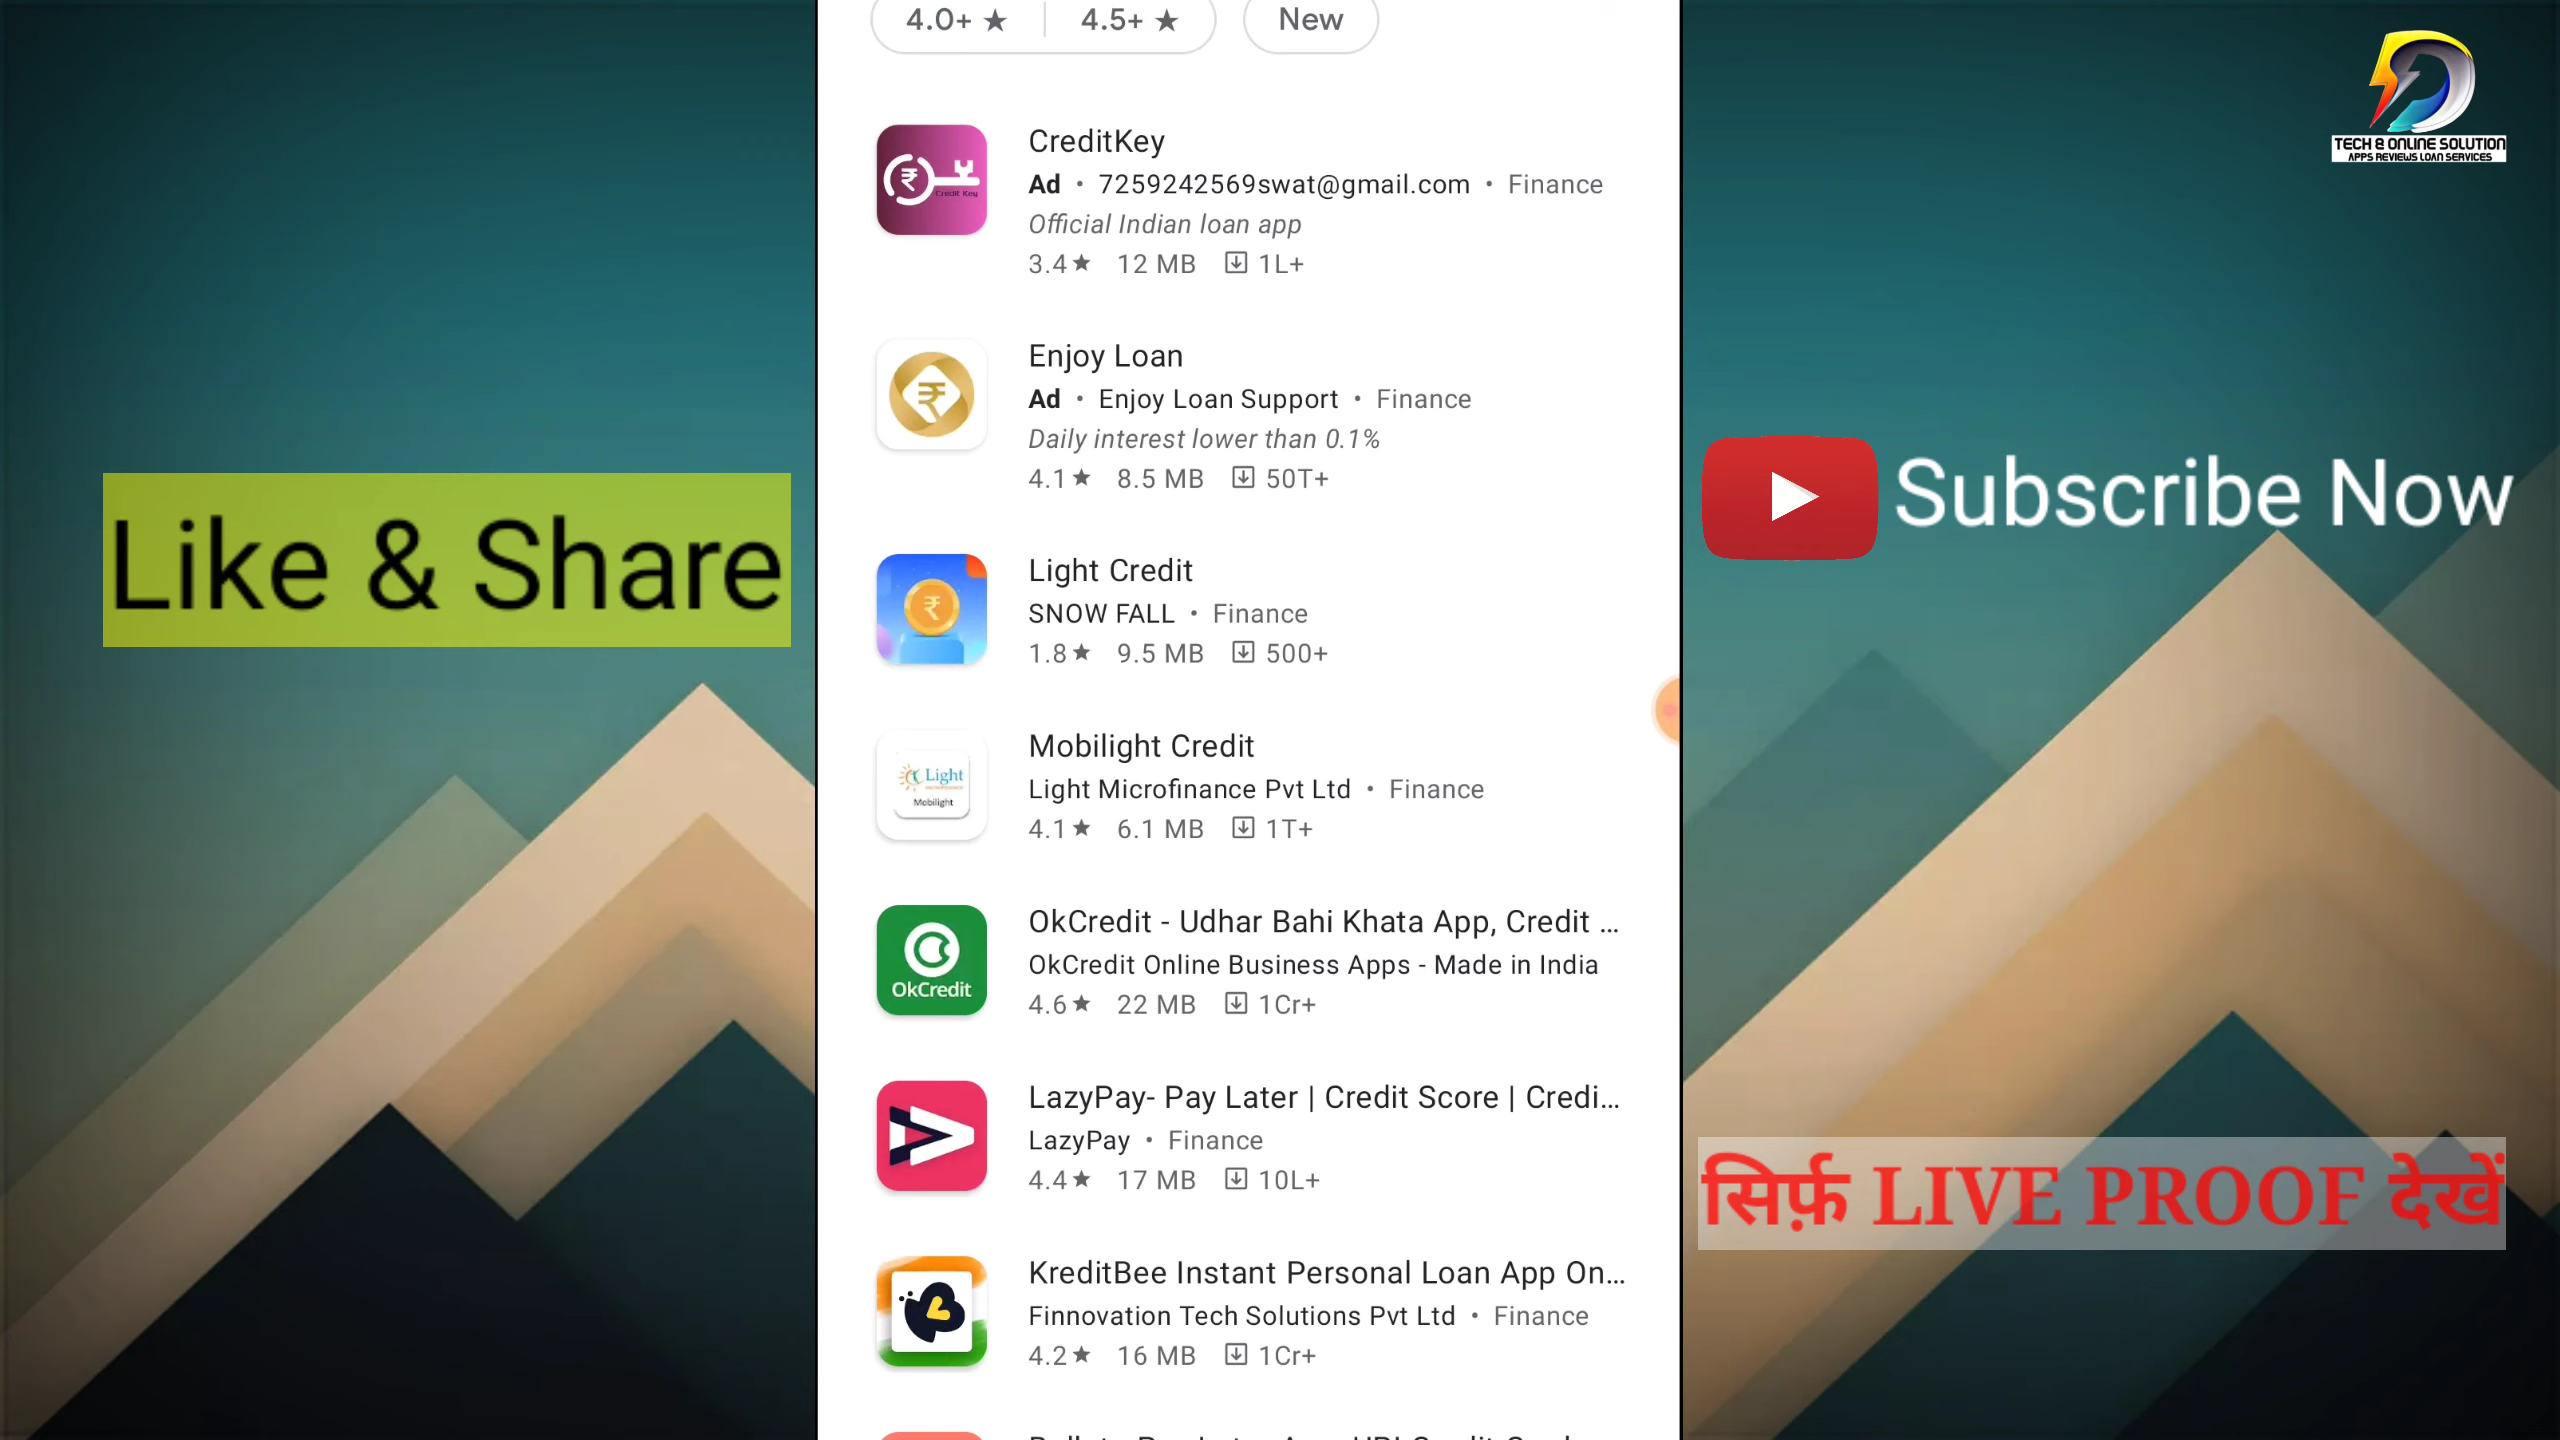 4.0+ ★ 4.5+ ★ New
TECH & ONLINE SOLUTION
APPS REVIEWS LOAN SERVICES
CreditKey
Credit Key
Ad • 7259242569swat@gmail.com • Finance
Official Indian loan app
3.4★ 12 MB 1L+
Enjoy Loan
Ad • Enjoy Loan Support • Finance
Daily interest lower than 0.1%
4.1★ 8.5 MB 50T+
Like & Share
Subscribe Now
Light Credit
SNOW FALL • Finance
1.8★ 9.5 MB 500+
Mobilight Credit
Light
Mobilight
Light Microfinance Pvt Ltd • Finance
4.1★ 6.1 MB 1T+
OkCredit - Udhar Bahi Khata App, Credit ...
OkCredit
OkCredit Online Business Apps - Made in India
4.6★ 22 MB 1Cr+
LazyPay- Pay Later | Credit Score | Credi...
LazyPay • Finance
4.4★ 17 MB 10L+
सिर्फ़ LIVE PROOF देखें
KreditBee Instant Personal Loan App On...
Finnovation Tech Solutions Pvt Ltd • Finance
4.2★ 16 MB 1Cr+